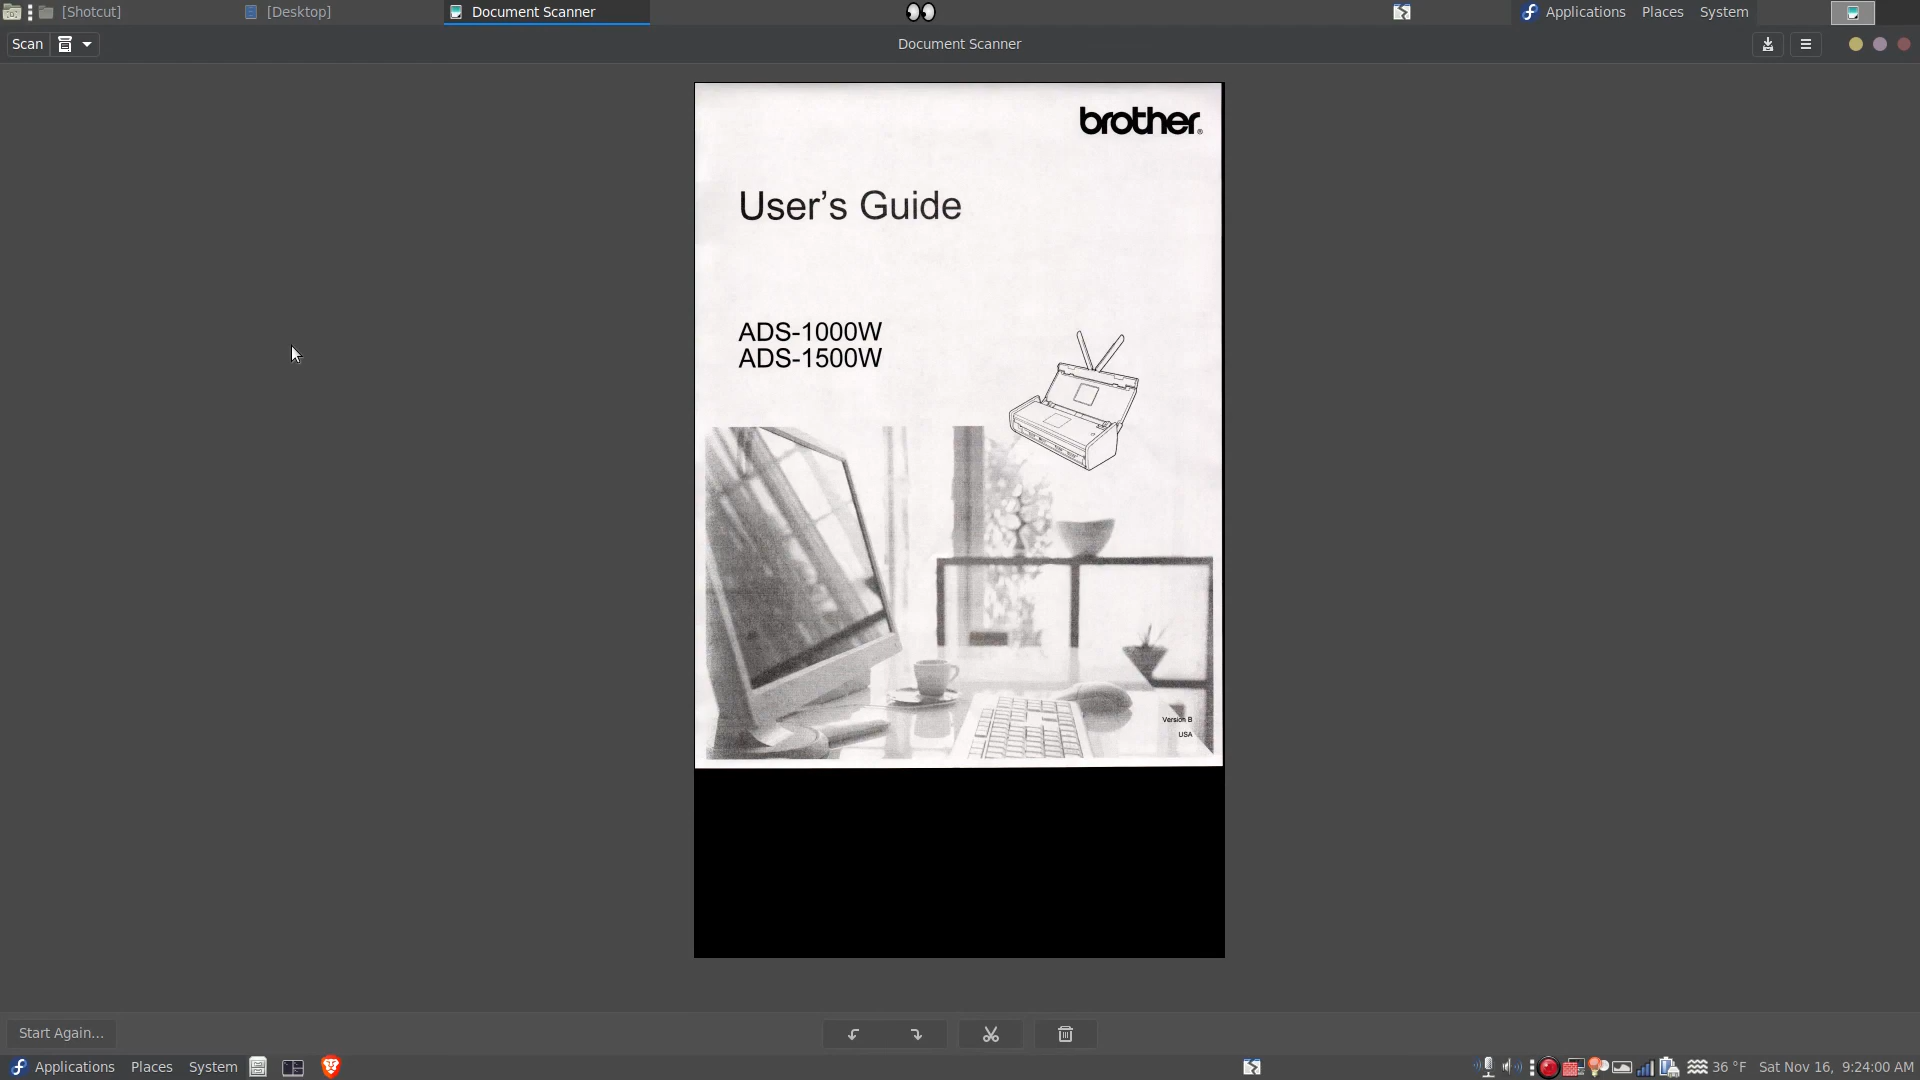 [Shotcut]
[Desktop]
Document Scanner
Applications Places System
Scan
Document Scanner
brother®
User’s Guide
ADS-1000W
ADS-1500W
Version B
USA
Start Again...
Applications Places System
36 °F Sat Nov 16, 9:24:00 AM